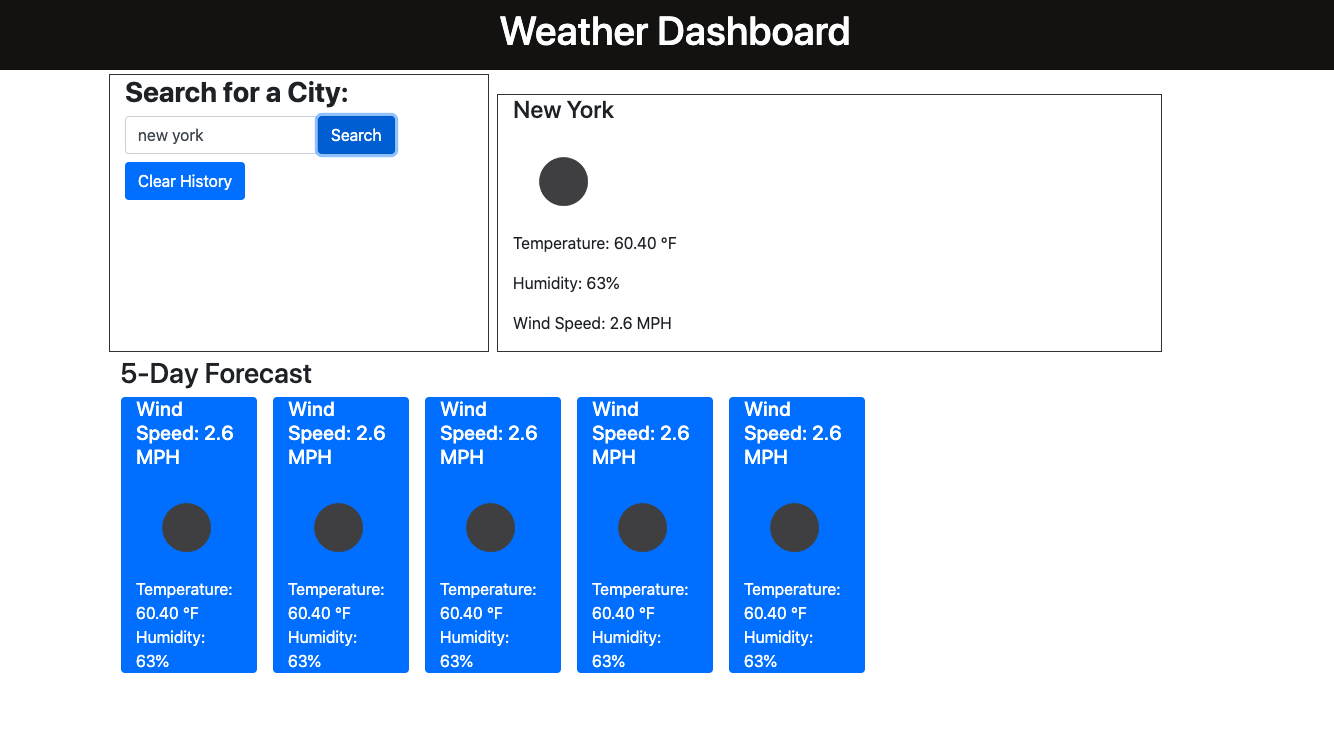 Weather Dashboard
Search for a City:
new york
Search
Clear History
New York
Temperature: 60.40 °F
Humidity: 63%
Wind Speed: 2.6 MPH
5-Day Forecast
Wind
Speed: 2.6
MPH
Temperature:
60.40 °F
Humidity:
63%
Wind
Speed: 2.6
MPH
Temperature:
60.40 °F
Humidity:
63%
Wind
Speed: 2.6
MPH
Temperature:
60.40 °F
Humidity:
63%
Wind
Speed: 2.6
MPH
Temperature:
60.40 °F
Humidity:
63%
Wind
Speed: 2.6
MPH
Temperature:
60.40 °F
Humidity:
63%